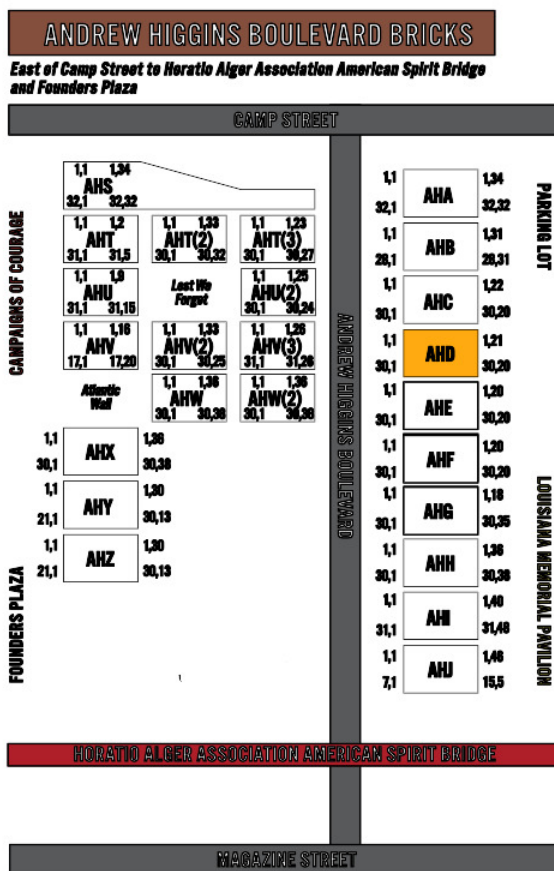 ANDREW HIGGINS BOULEVARD BRICKS
East of Camp Street to Horatio Alger Association American Spirit Bridge
and Founders Plaza
CAMP STREET
1,1 1,34
AHS
32,1 32,32
1,1 1,2
AHT
31,1 31,5
1,1 1,33
AHT(2)
30,1 30,32
1,1 1,23
AHT(3)
30,1 30,27
1,1 1,9
AHU
31,1 31,15
Lest We
Forget
1,1 1,25
AHU(2)
30,1 30,24
1,1 1,16
AHV
17,1 17,20
1,1 1,33
AHV(2)
30,1 30,25
1,1 1,26
AHV(3)
31,1 31,26
Atlantic
Wall
1,1 1,36
AHW
30,1 30,36
1,1 1,36
AHW(2)
30,1 30,36
1,1 1,36
AHX
30,1 30,38
1,1 1,30
AHY
21,1 30,13
1,1 1,30
AHZ
21,1 30,13
CAMPAIGNS OF COURAGE
FOUNDERS PLAZA
ANDREW HIGGINS BOULEVARD
1,1 1,34
AHA
32,1 32,32
1,1 1,31
AHB
28,1 28,31
1,1 1,22
AHC
30,1 30,20
1,1 1,21
AHD
30,1 30,20
1,1 1,20
AHE
30,1 30,20
1,1 1,20
AHF
30,1 30,20
1,1 1,18
AHG
30,1 30,35
1,1 1,36
AHH
30,1 30,36
1,1 1,40
AHI
31,1 31,48
1,1 1,46
AHJ
7,1 15,5
PARKING LOT
LOUISIANA MEMORIAL PAVILION
HORATIO ALGER ASSOCIATION AMERICAN SPIRIT BRIDGE
MAGAZINE STREET